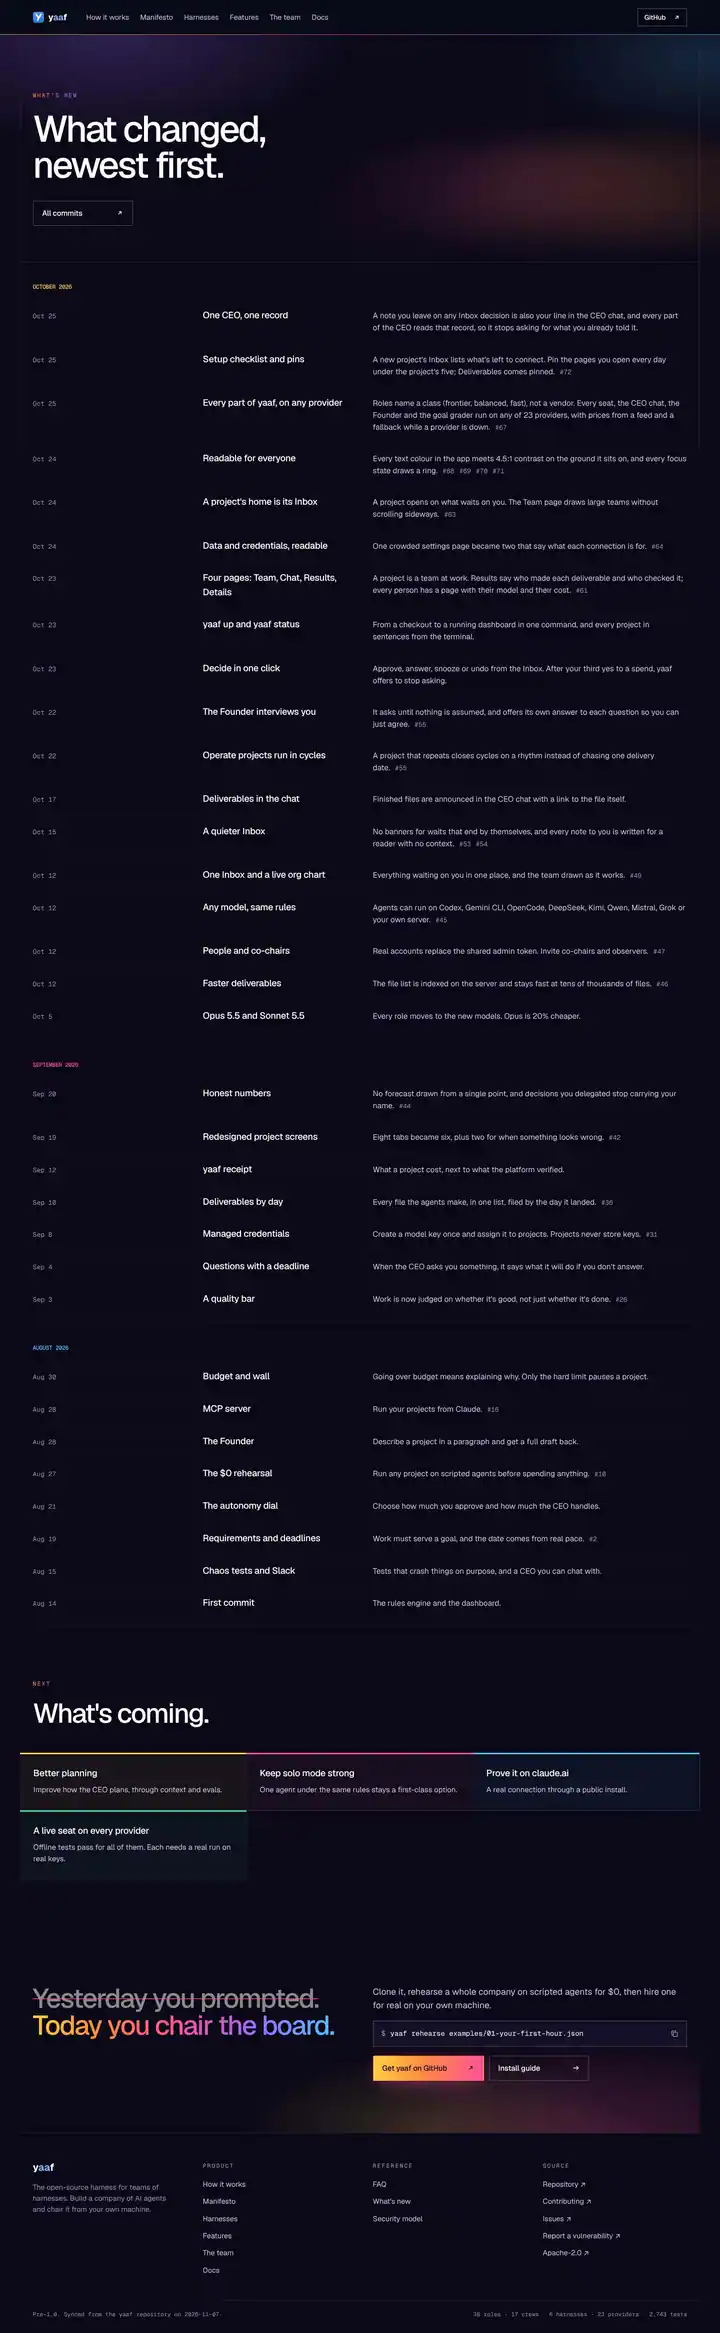 yaaf How it works Manifesto Harnesses Features The team Docs GitHub ↗
WHAT'S NEW
What changed,
newest first.
All commits ↗
OCTOBER 2026
Oct 25 One CEO, one record A note you leave on any Inbox decision is also your line in the CEO chat, and every part
of the CEO reads that record, so it stops asking for what you already told it.
Oct 25 Setup checklist and pins A new project's Inbox lists what's left to connect. Pin the pages you open every day
under the project's five; Deliverables comes pinned. #72
Oct 25 Every part of yaaf, on any provider Roles name a class (frontier, balanced, fast), not a vendor. Every seat, the CEO chat, the
Founder and the goal grader run on any of 23 providers, with prices from a feed and a
fallback while a provider is down. #67
Oct 24 Readable for everyone Every text colour in the app meets 4.5:1 contrast on the ground it sits on, and every focus
state draws a ring. #68 #69 #70 #71
Oct 24 A project's home is its Inbox A project opens on what waits on you. The Team page draws large teams without
scrolling sideways. #63
Oct 24 Data and credentials, readable One crowded settings page became two that say what each connection is for. #64
Oct 23 Four pages: Team, Chat, Results, A project is a team at work. Results say who made each deliverable and who checked it;
Details every person has a page with their model and their cost. #61
Oct 23 yaaf up and yaaf status From a checkout to a running dashboard in one command, and every project in
sentences from the terminal.
Oct 23 Decide in one click Approve, answer, snooze or undo from the Inbox. After your third yes to a spend, yaaf
offers to stop asking.
Oct 22 The Founder interviews you It asks until nothing is assumed, and offers its own answer to each question so you can
just agree. #55
Oct 22 Operate projects run in cycles A project that repeats closes cycles on a rhythm instead of chasing one delivery
date. #55
Oct 17 Deliverables in the chat Finished files are announced in the CEO chat with a link to the file itself.
Oct 15 A quieter Inbox No banners for waits that end by themselves, and every note to you is written for a
reader with no context. #53 #54
Oct 12 One Inbox and a live org chart Everything waiting on you in one place, and the team drawn as it works. #49
Oct 12 Any model, same rules Agents can run on Codex, Gemini CLI, OpenCode, DeepSeek, Kimi, Qwen, Mistral, Grok or
your own server. #45
Oct 12 People and co-chairs Real accounts replace the shared admin token. Invite co-chairs and observers. #47
Oct 12 Faster deliverables The file list is indexed on the server and stays fast at tens of thousands of files. #46
Oct 5 Opus 5.5 and Sonnet 5.5 Every role moves to the new models. Opus is 20% cheaper.
SEPTEMBER 2026
Sep 20 Honest numbers No forecast drawn from a single point, and decisions you delegated stop carrying your
name. #44
Sep 19 Redesigned project screens Eight tabs became six, plus two for when something looks wrong. #42
Sep 12 yaaf receipt What a project cost, next to what the platform verified.
Sep 10 Deliverables by day Every file the agents make, in one list, filed by the day it landed. #36
Sep 8 Managed credentials Create a model key once and assign it to projects. Projects never store keys. #31
Sep 4 Questions with a deadline When the CEO asks you something, it says what it will do if you don't answer.
Sep 3 A quality bar Work is now judged on whether it's good, not just whether it's done. #26
AUGUST 2026
Aug 30 Budget and wall Going over budget means explaining why. Only the hard limit pauses a project.
Aug 28 MCP server Run your projects from Claude. #16
Aug 28 The Founder Describe a project in a paragraph and get a full draft back.
Aug 27 The $0 rehearsal Run any project on scripted agents before spending anything. #10
Aug 21 The autonomy dial Choose how much you approve and how much the CEO handles.
Aug 19 Requirements and deadlines Work must serve a goal, and the date comes from real pace. #2
Aug 15 Chaos tests and Slack Tests that crash things on purpose, and a CEO you can chat with.
Aug 14 First commit The rules engine and the dashboard.
NEXT
What's coming.
Better planning Keep solo mode strong Prove it on claude.ai
Improve how the CEO plans, through context and evals. One agent under the same rules stays a first-class option. A real connection through a public install.
A live seat on every provider
Offline tests pass for all of them. Each needs a real run on
real keys.
Yesterday you prompted.
Today you chair the board.
Clone it, rehearse a whole company on scripted agents for $0, then hire one
for real on your own machine.
$ yaaf rehearse examples/01-your-first-hour.json
Get yaaf on GitHub ↗ Install guide →
yaaf
The open-source harness for teams of
harnesses. Build a company of AI agents
and chair it from your own machine.
PRODUCT
How it works
Manifesto
Harnesses
Features
The team
Docs
REFERENCE
FAQ
What's new
Security model
SOURCE
Repository ↗
Contributing ↗
Issues ↗
Report a vulnerability ↗
Apache-2.0 ↗
Pre-1.0. Synced from the yaaf repository on 2026-11-07. 38 roles · 17 crews · 6 harnesses · 23 providers · 2,743 tests